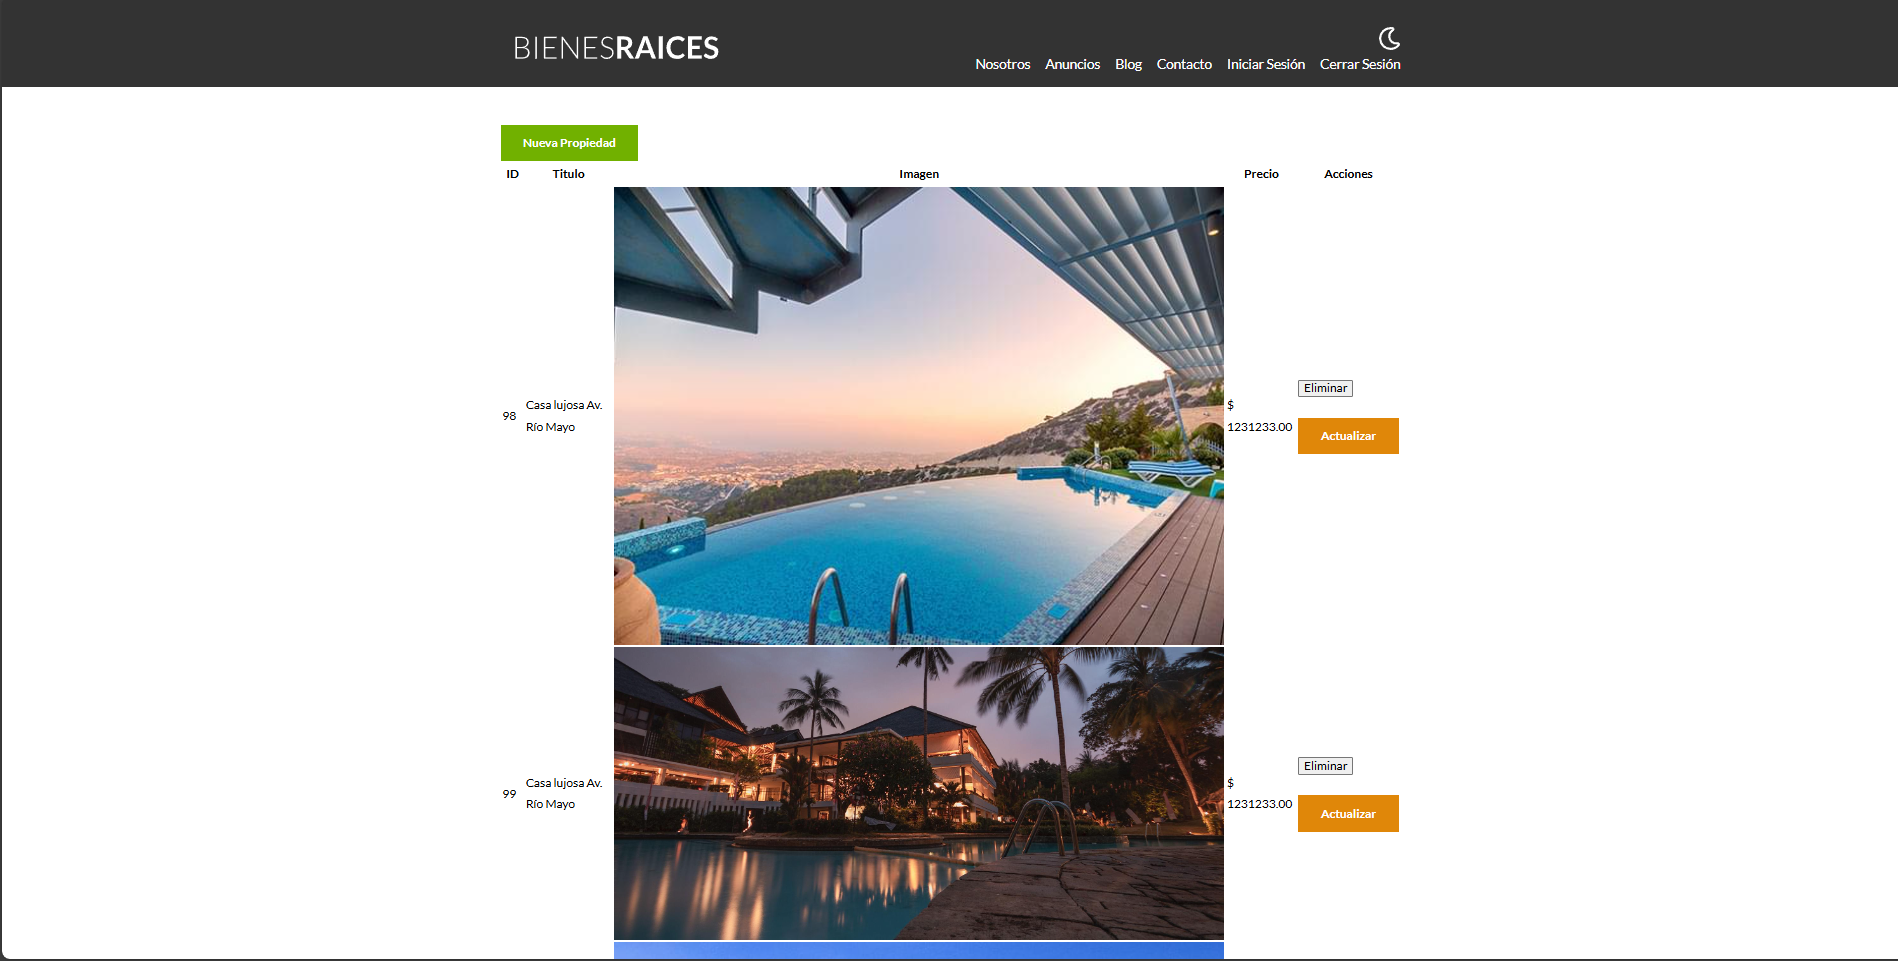 BIENESRAICES
Nosotros Anuncios Blog Contacto Iniciar Sesión Cerrar Sesión
Nueva Propiedad
ID Titulo Imagen Precio Acciones
98 Casa lujosa Av.
Río Mayo
$
1231233.00
Eliminar
Actualizar
99 Casa lujosa Av.
Río Mayo
$
1231233.00
Eliminar
Actualizar